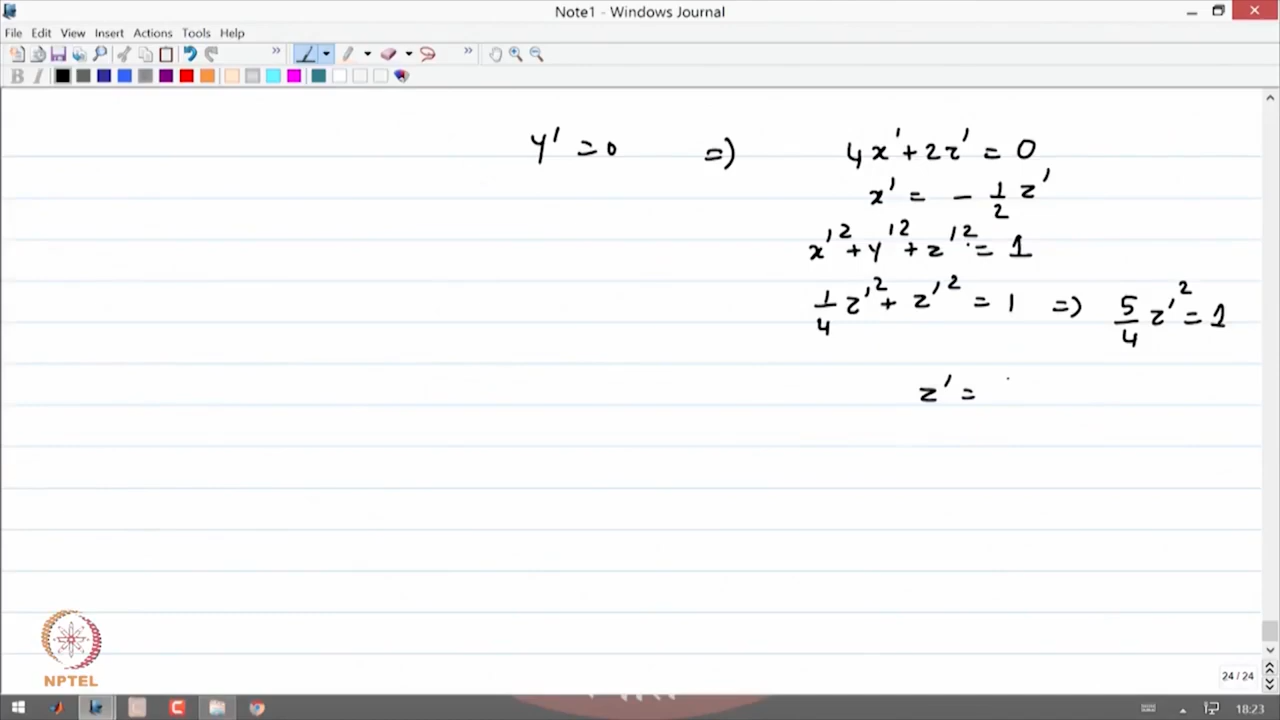 Note1 - Windows Journal
File Edit View Insert Actions Tools Help
B I
y' = 0 => 4x' + 2z' = 0
x' = - 1/2 z'
x'² + y'² + z'² = 1
1/4 z'² + z'² = 1 => 5/4 z'² = 1
z' =
NPTEL
24 / 24
18:23